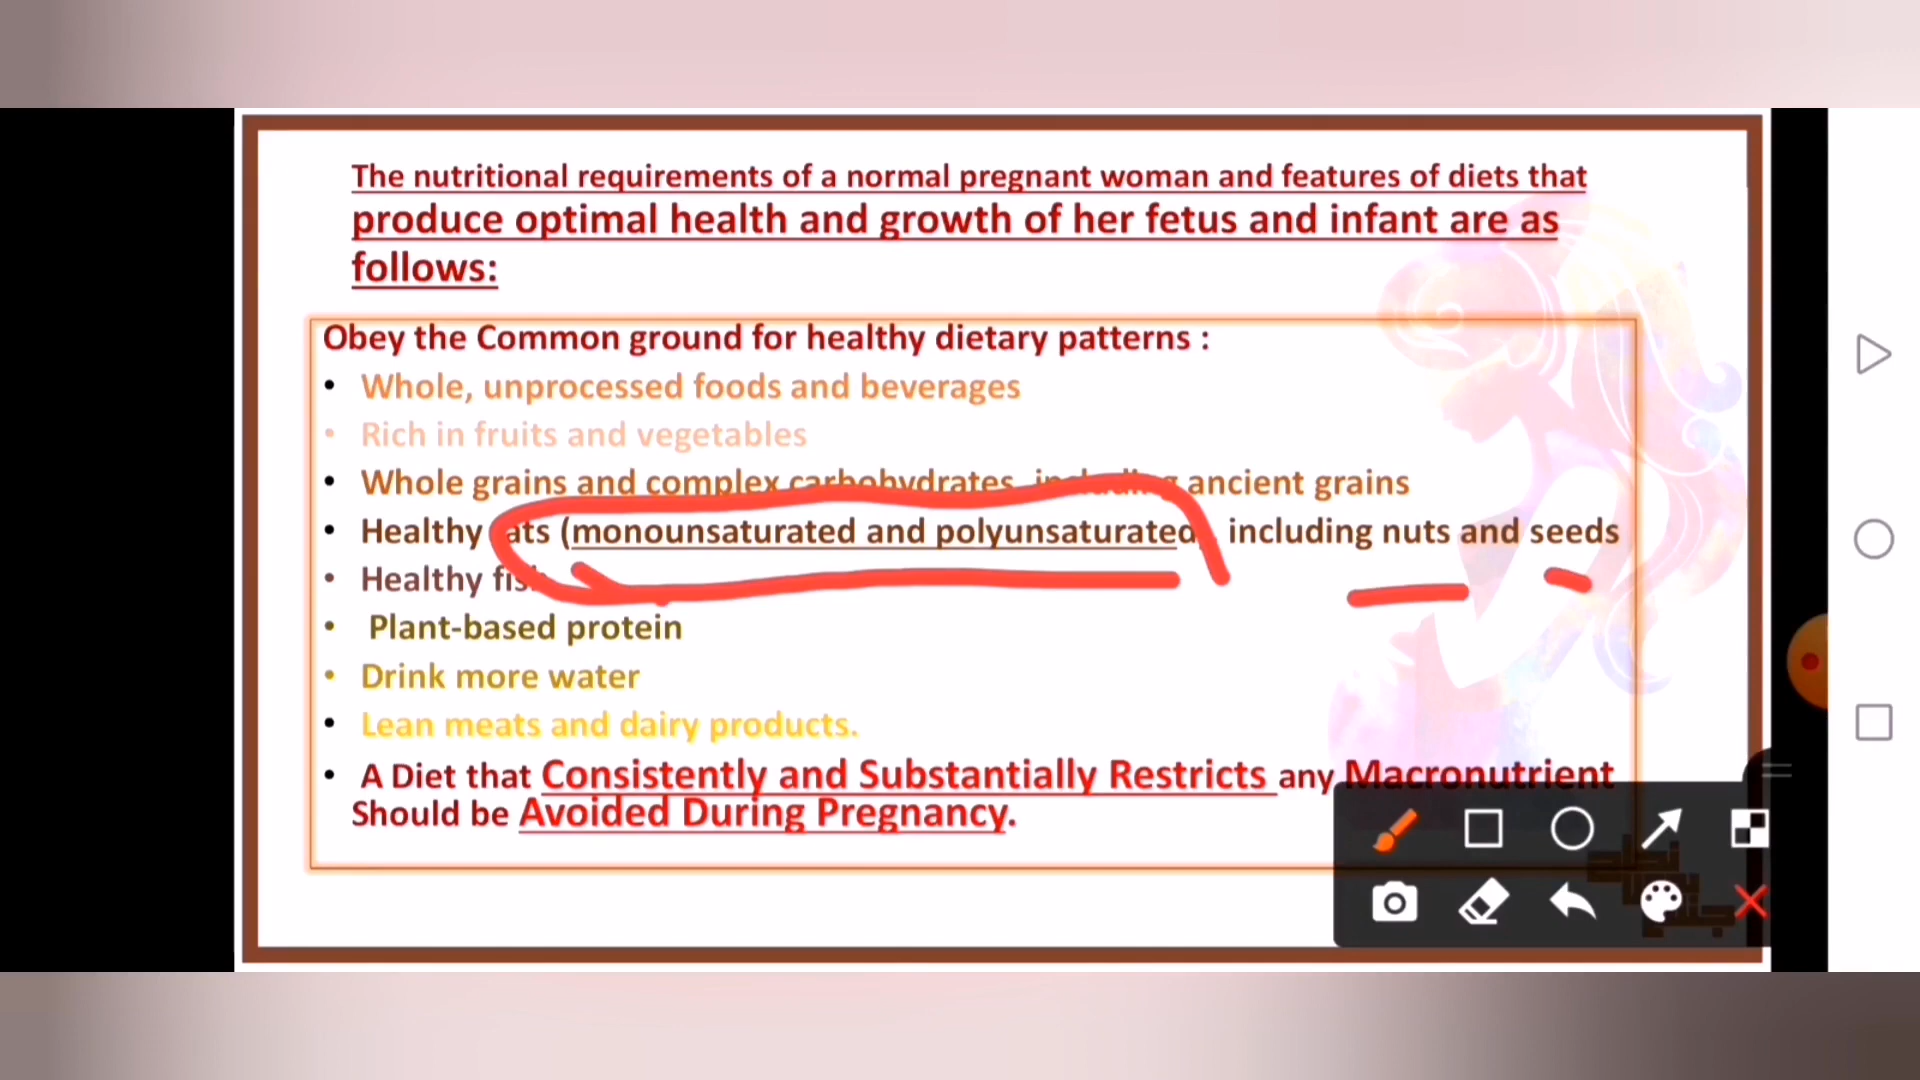 The nutritional requirements of a normal pregnant woman and features of diets that
produce optimal health and growth of her fetus and infant are as
follows:
Obey the Common ground for healthy dietary patterns :
• Whole, unprocessed foods and beverages
• Rich in fruits and vegetables
• Whole grains and complex carbohydrates, including ancient grains
• Healthy fats (monounsaturated and polyunsaturated), including nuts and seeds
• Healthy fish
• Plant-based protein
• Drink more water
• Lean meats and dairy products.
• A Diet that Consistently and Substantially Restricts any Macronutrient
Should be Avoided During Pregnancy.